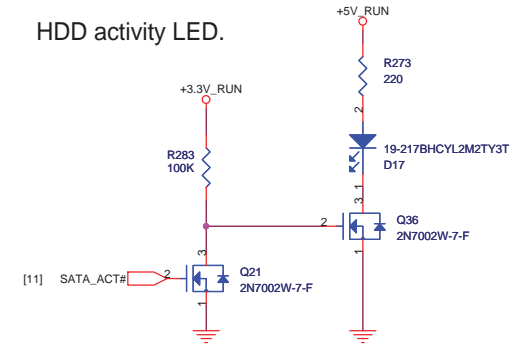 HDD activity LED.
+5V_RUN
R273
220
2
+3.3V_RUN
19-217BHCYL2M2TY3T
D17
R283
100K
1
3
2
Q36
2N7002W-7-F
1
3
[11] SATA_ACT# 2
Q21
2N7002W-7-F
1